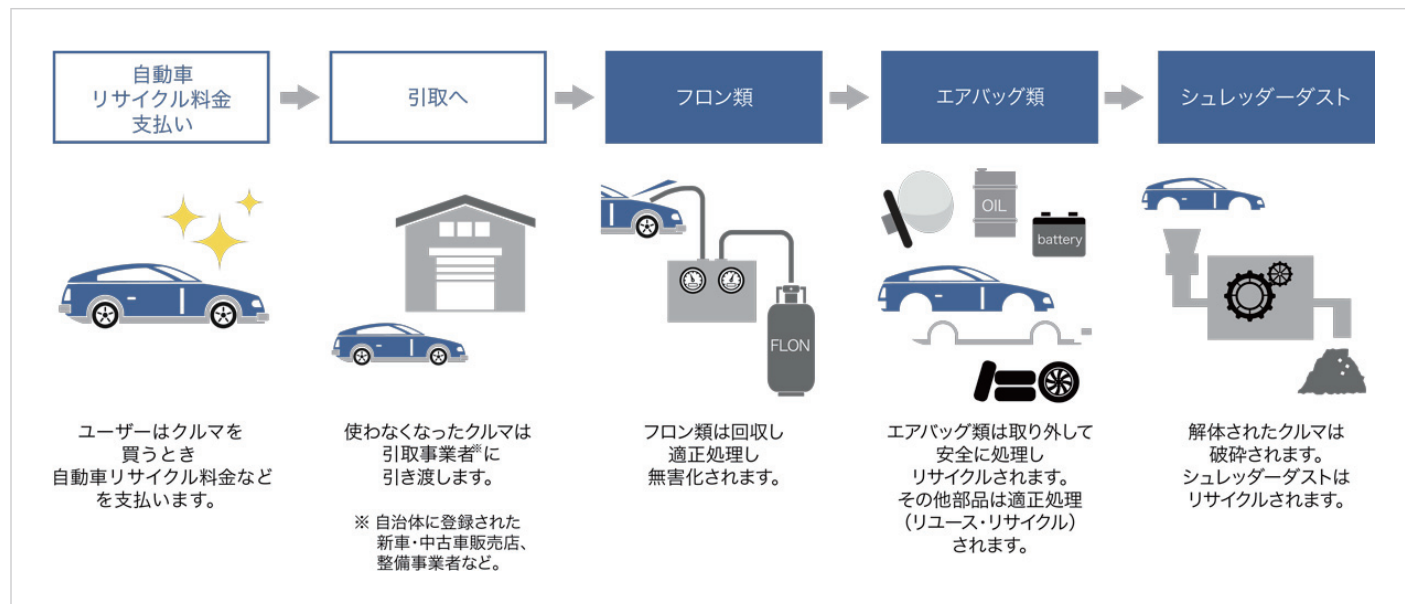 自動車
リサイクル料金
支払い
引取へ
フロン類
エアバッグ類
シュレッダーダスト
OIL
battery
FLON
ユーザーはクルマを
買うとき
自動車リサイクル料金など
を支払います。
使わなくなったクルマは
引取事業者※に
引き渡します。
※ 自治体に登録された
新車・中古車販売店、
整備事業者など。
フロン類は回収し
適正処理し
無害化されます。
エアバッグ類は取り外して
安全に処理し
リサイクルされます。
その他部品は適正処理
（リユース・リサイクル）
されます。
解体されたクルマは
破砕されます。
シュレッダーダストは
リサイクルされます。